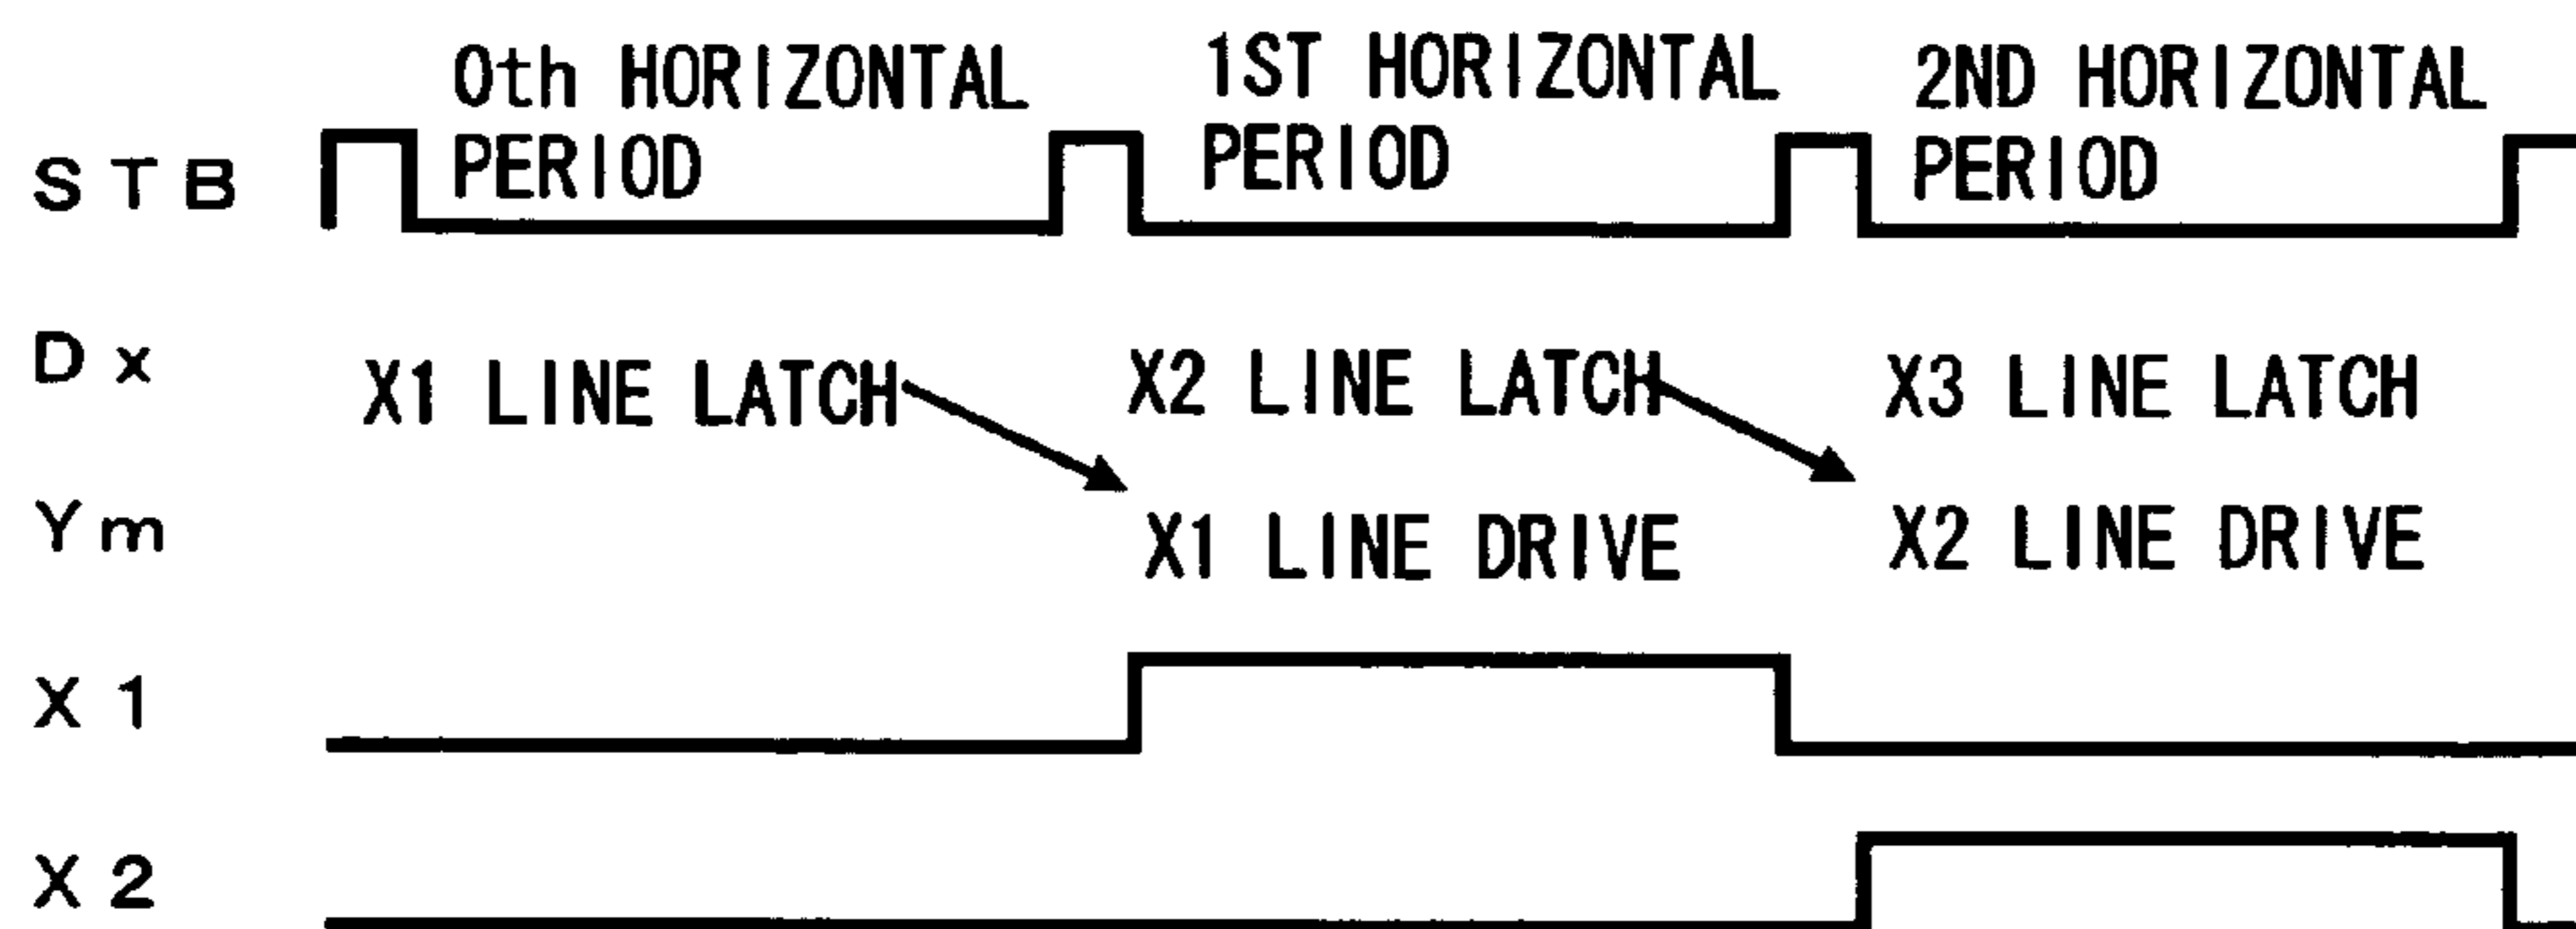 0th HORIZONTAL PERIOD
1ST HORIZONTAL PERIOD
2ND HORIZONTAL PERIOD
STB
Dx
X1 LINE LATCH
X2 LINE LATCH
X3 LINE LATCH
Ym
X1 LINE DRIVE
X2 LINE DRIVE
X1
X2